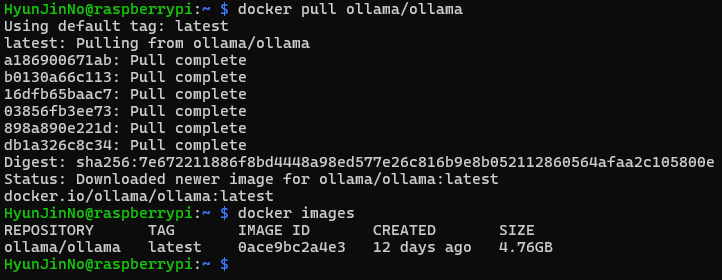 HyunJinNo@raspberrypi:~ $ docker pull ollama/ollama
Using default tag: latest
latest: Pulling from ollama/ollama
a186900671ab: Pull complete
b0130a66c113: Pull complete
16dfb65baac7: Pull complete
03856fb3ee73: Pull complete
898a890e221d: Pull complete
db1a326c8c34: Pull complete
Digest: sha256:7e672211886f8bd4448a98ed577e26c816b9e8b052112860564afaa2c105800e
Status: Downloaded newer image for ollama/ollama:latest
docker.io/ollama/ollama:latest
HyunJinNo@raspberrypi:~ $ docker images
REPOSITORY      TAG       IMAGE ID       CREATED       SIZE
ollama/ollama   latest    0ace9bc2a4e3   12 days ago   4.76GB
HyunJinNo@raspberrypi:~ $